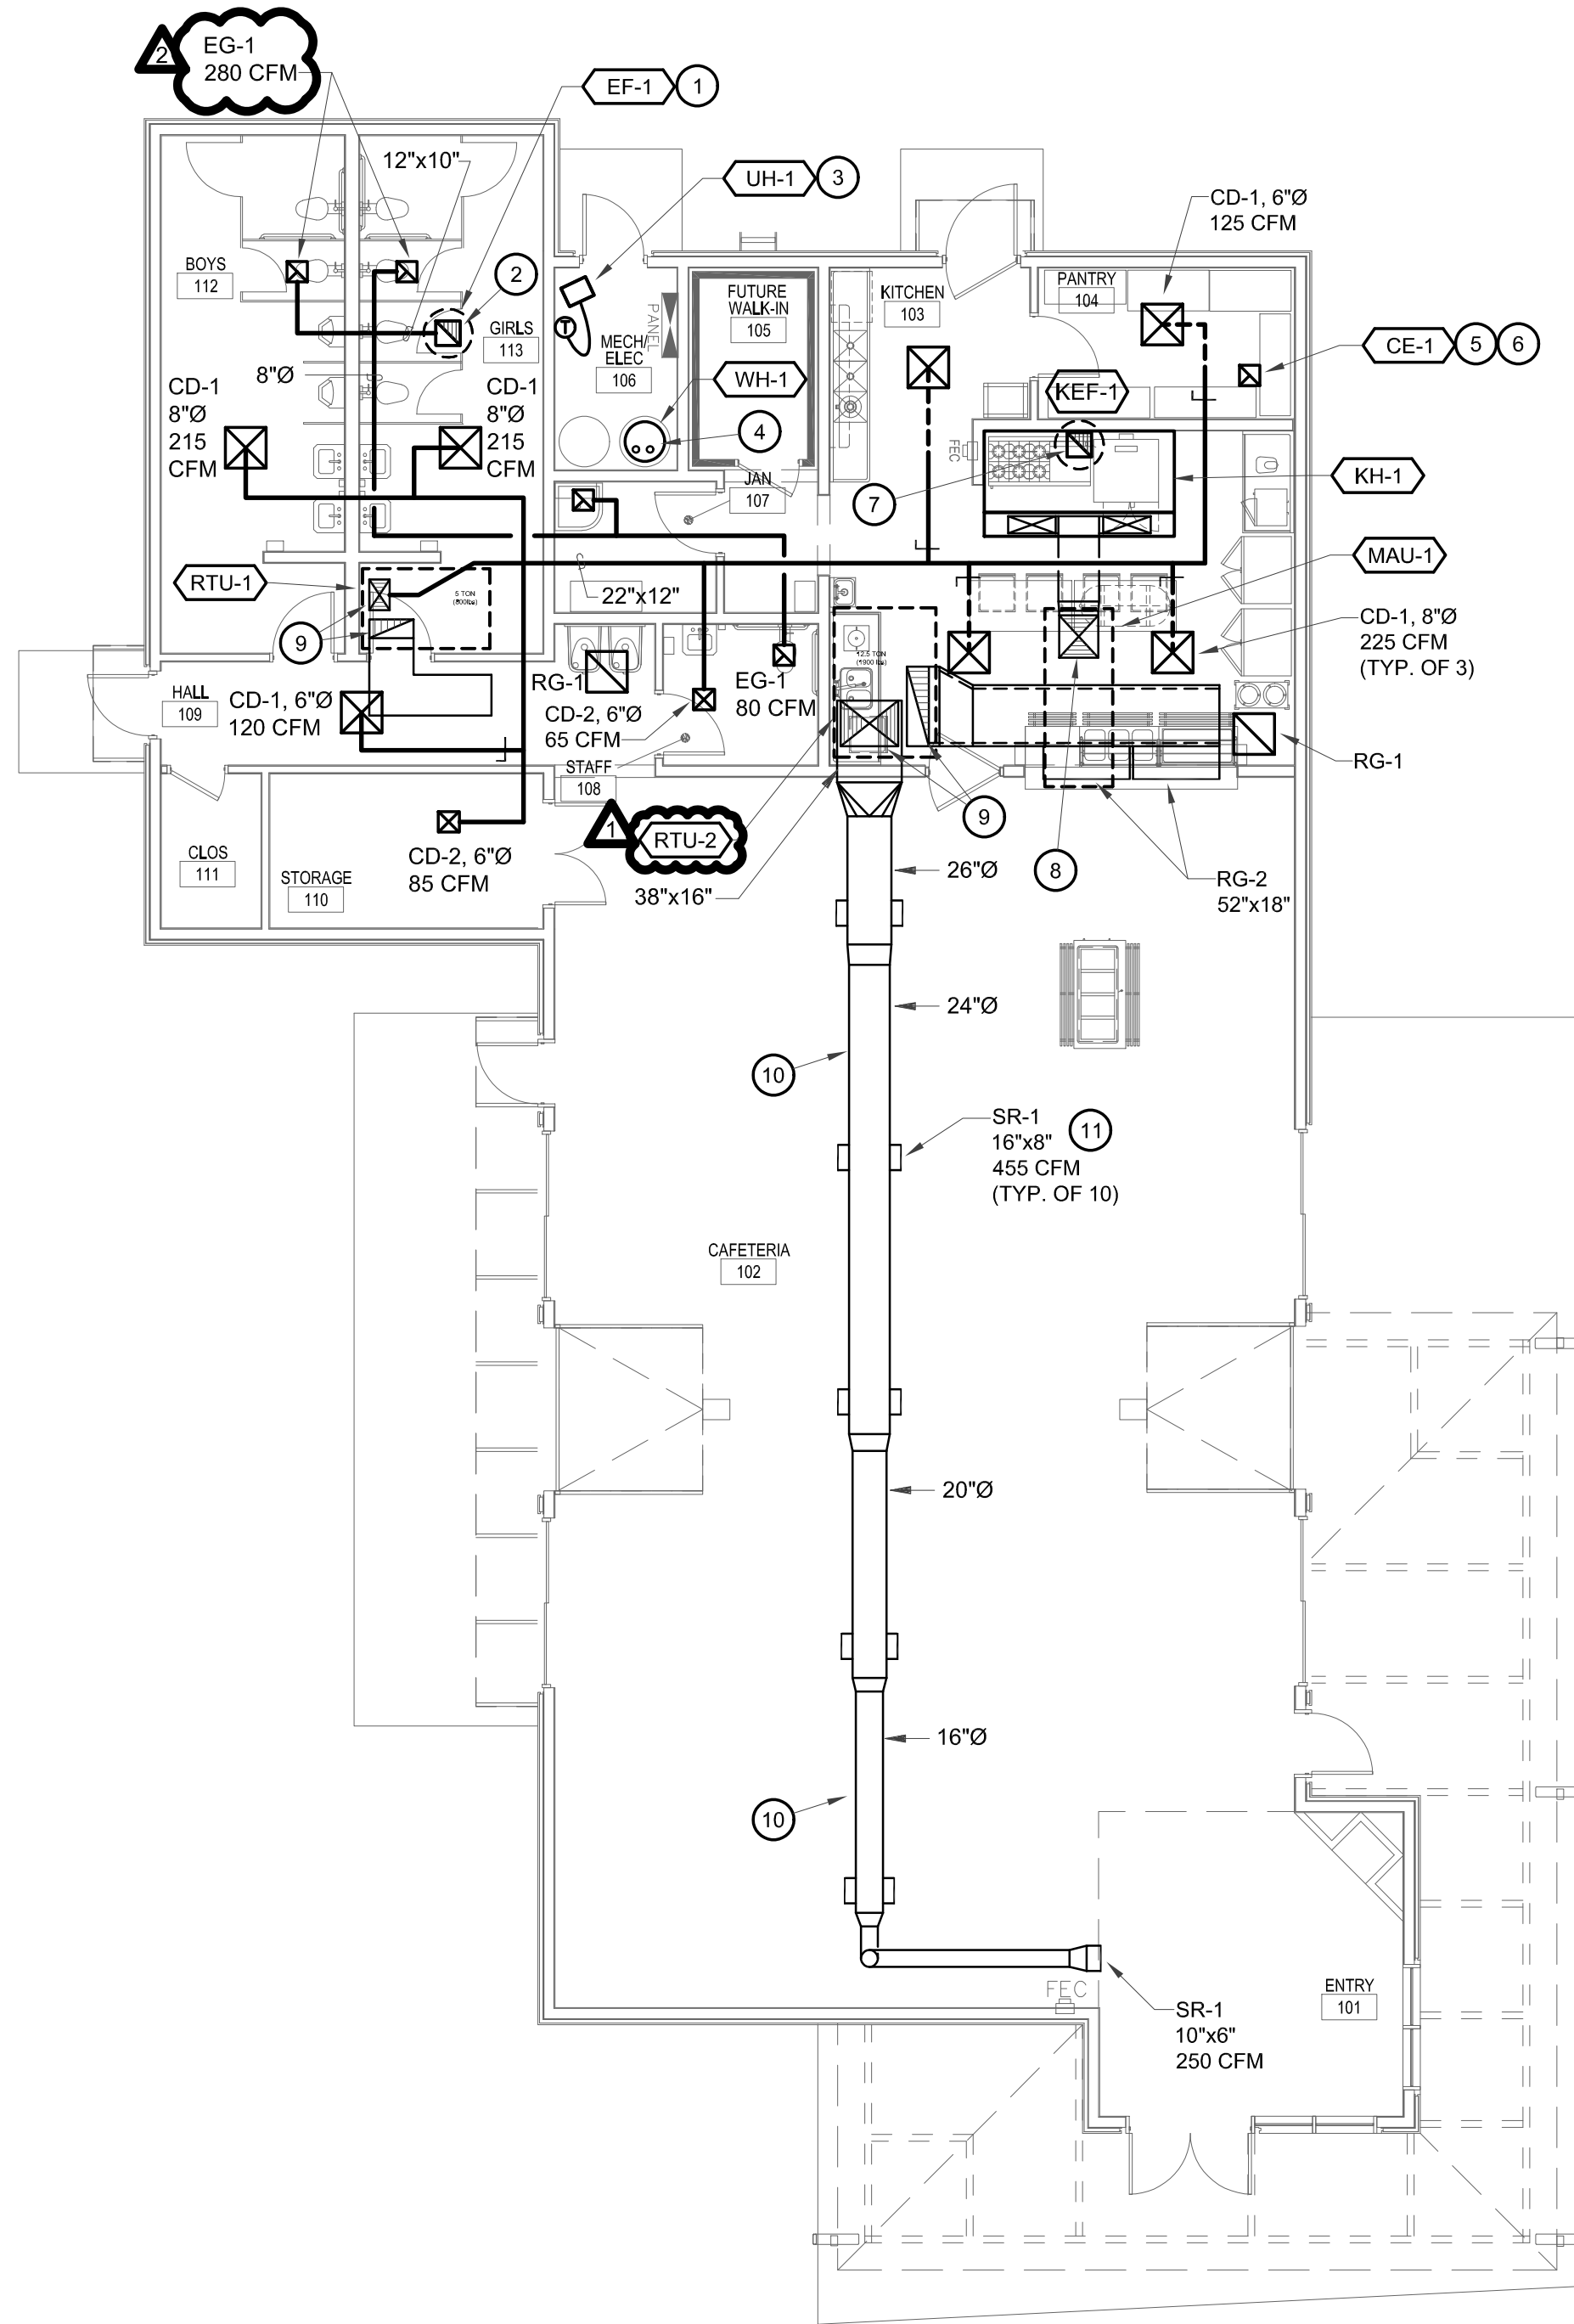 2
EG-1
280 CFM
EF-1
1
12"x10"
UH-1
3
CD-1, 6"Ø
125 CFM
BOYS
112
2
GIRLS
113
T
PANEL
MECH/
ELEC
106
FUTURE
WALK-IN
105
KITCHEN
103
PANTRY
104
CE-1
5
6
8"Ø
CD-1
8"Ø
215
CFM
CD-1
8"Ø
215
CFM
WH-1
4
KEF-1
FEC
KH-1
7
JAN
107
MAU-1
RTU-1
5 TON
(800lbs)
22"x12"
9
CD-1, 8"Ø
225 CFM
(TYP. OF 3)
12.5 TON
(1900 lbs)
HALL
109
CD-1, 6"Ø
120 CFM
RG-1
CD-2, 6"Ø
65 CFM
EG-1
80 CFM
RG-1
STAFF
108
1
RTU-2
9
8
CLOS
111
STORAGE
110
CD-2, 6"Ø
85 CFM
38"x16"
26"Ø
RG-2
52"x18"
24"Ø
10
SR-1
16"x8"
455 CFM
(TYP. OF 10)
11
CAFETERIA
102
20"Ø
16"Ø
10
FEC
ENTRY
101
SR-1
10"x6"
250 CFM